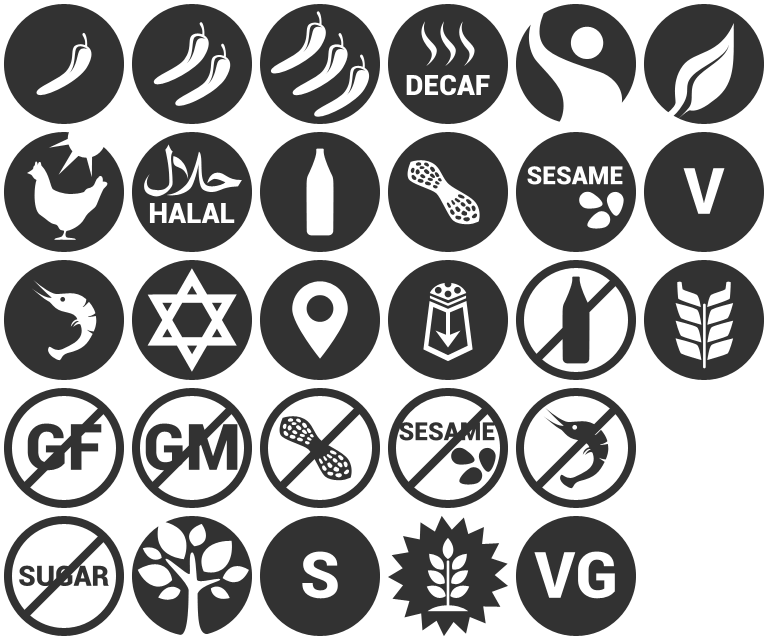 DECAF
حلال
HALAL
SESAME
V
GF
GM
SESAME
SUGAR
S
VG